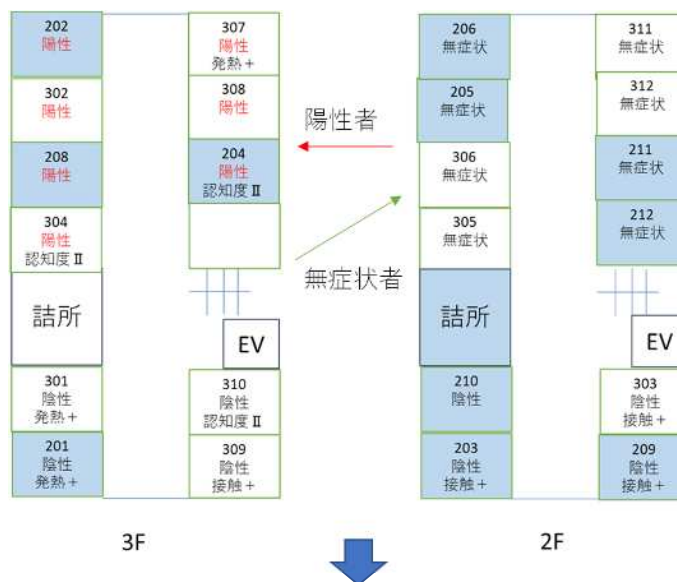 202
陽性
302
陽性
208
陽性
304
陽性
認知度Ⅱ
詰所
301
陰性
発熱+
201
陰性
発熱+
307
陽性
発熱+
308
陽性
204
陽性
認知度Ⅱ
EV
310
陰性
認知度Ⅱ
309
陰性
接触+
3F
陽性者
無症状者
206
無症状
205
無症状
306
無症状
305
無症状
詰所
210
陰性
203
陰性
接触+
311
無症状
312
無症状
211
無症状
212
無症状
EV
303
陰性
接触+
209
陰性
接触+
2F